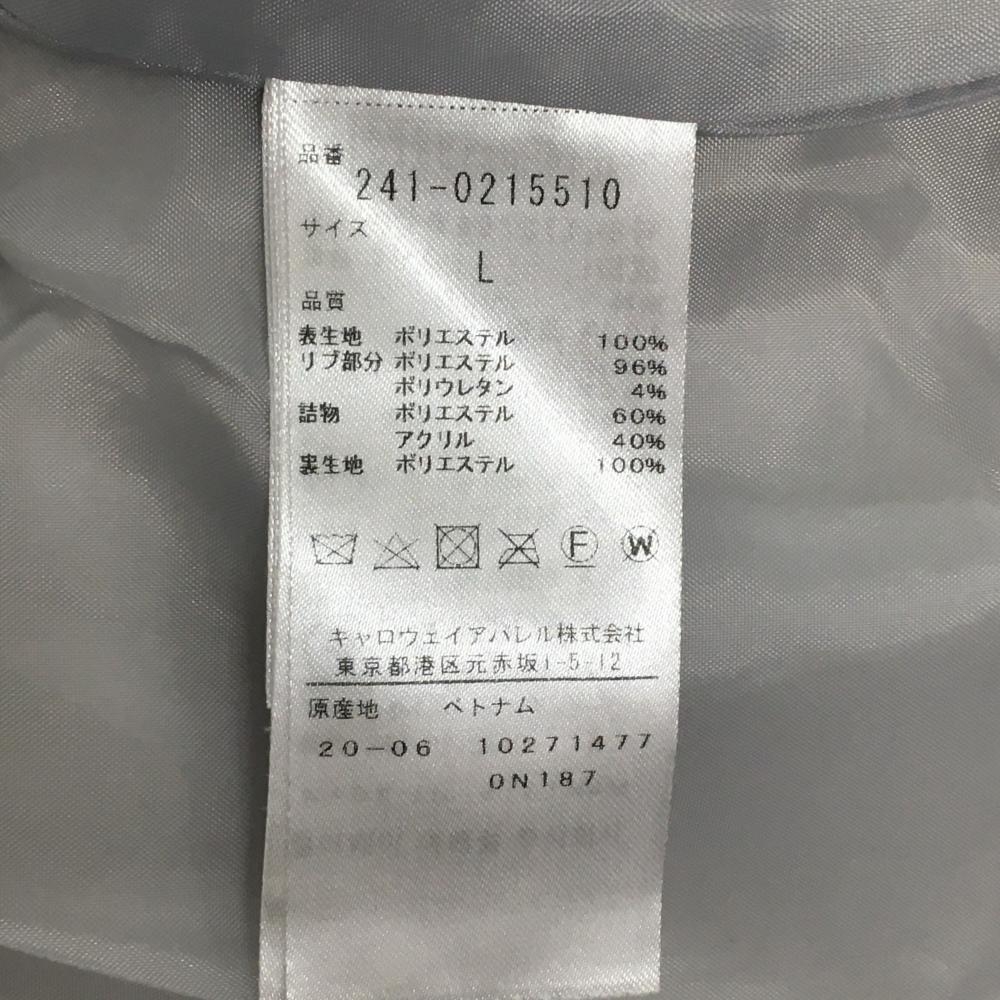 品番
241-0215510
サイズ
L
品質
表生地 ポリエステル 100%
リブ部分 ポリエステル 96%
ポリウレタン 4%
詰物 ポリエステル 60%
アクリル 40%
裏生地 ポリエステル 100%
F W
キャロウェイアパレル株式会社
東京都港区元赤坂1-5-12
原産地 ベトナム
20-06 10271477
0N187